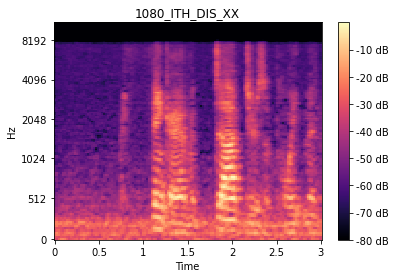 1080_ITH_DIS_XX
8192
4096
2048
1024
512
0
Hz
0 0.5 1 1.5 2 2.5 3
Time
-10 dB
-20 dB
-30 dB
-40 dB
-50 dB
-60 dB
-70 dB
-80 dB